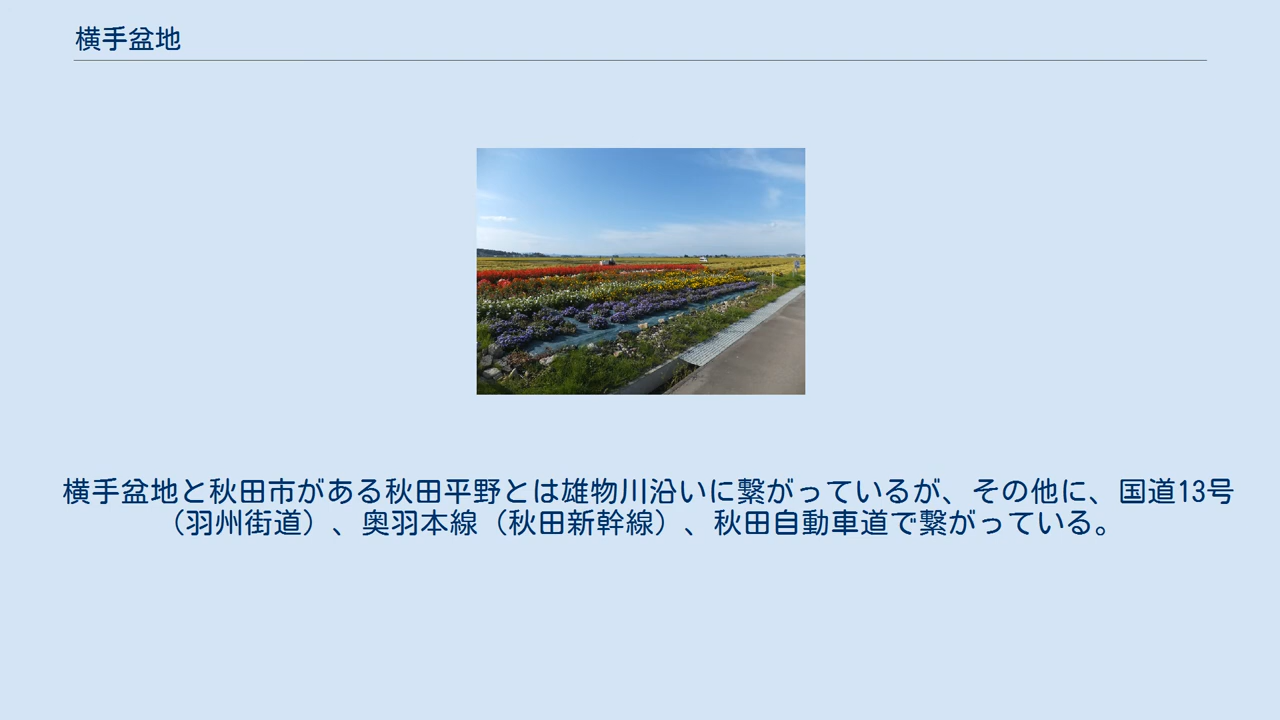 横手盆地
横手盆地と秋田市がある秋田平野とは雄物川沿いに繋がっているが、その他に、国道13号
（羽州街道）、奥羽本線（秋田新幹線）、秋田自動車道で繋がっている。